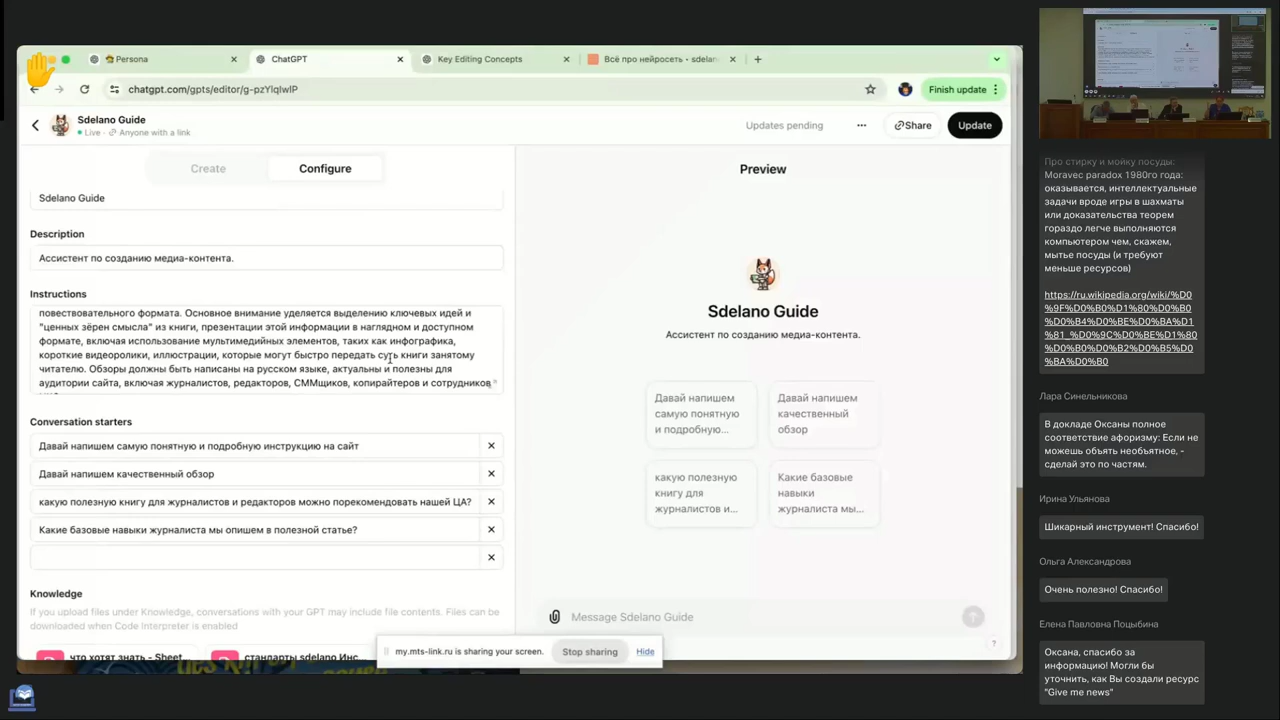 Persona
ChatGPT
Key Editing Concepts
Всё про нейросеть • sdelan
chatgpt.com/gpts/editor/g-pzYlqIwlP
Finish update
Sdelano Guide
Live · Anyone with a link
Updates pending
Share
Update
Create
Configure
Preview
Sdelano Guide
Description
Ассистент по созданию медиа-контента.
Instructions
повествовательного формата. Основное внимание уделяется выделению ключевых идей и
"ценных зёрен смысла" из книги, презентации этой информации в наглядном и доступном
формате, включая использование мультимедийных элементов, таких как инфографика,
короткие видеоролики, иллюстрации, которые могут быстро передать суть книги занятому
читателю. Обзоры должны быть написаны на русском языке, актуальны и полезны для
аудитории сайта, включая журналистов, редакторов, СММщиков, копирайтеров и сотрудников
Conversation starters
Давай напишем самую понятную и подробную инструкцию на сайт
Давай напишем качественный обзор
какую полезную книгу для журналистов и редакторов можно порекомендовать нашей ЦА?
Какие базовые навыки журналиста мы опишем в полезной статье?
Knowledge
If you upload files under Knowledge, conversations with your GPT may include file contents. Files can be
downloaded when Code Interpreter is enabled
что хотят знать - Sheet
стандарты sdelano Инс
Sdelano Guide
Ассистент по созданию медиа-контента.
Давай напишем
самую понятную
и подробную...
Давай напишем
качественный
обзор
какую полезную
книгу для
журналистов и...
Какие базовые
навыки
журналиста мы...
Message Sdelano Guide
my.mts-link.ru is sharing your screen.
Stop sharing
Hide
Про стирку и мойку посуды:
Moravec paradox 1980го года:
оказывается, интеллектуальные
задачи вроде игры в шахматы
или доказательства теорем
гораздо легче выполняются
компьютером чем, скажем,
мытье посуды (и требуют
меньше ресурсов)
https://ru.wikipedia.org/wiki/%D0
%9F%D0%B0%D1%80%D0%B0
%D0%B4%D0%BE%D0%BA%D1
%81_%D0%9C%D0%BE%D1%80
%D0%B0%D0%B2%D0%B5%D0
%BA%D0%B0
Лара Синельникова
В докладе Оксаны полное
соответствие афоризму: Если не
можешь объять необъятное, -
сделай это по частям.
Ирина Ульянова
Шикарный инструмент! Спасибо!
Ольга Александрова
Очень полезно! Спасибо!
Елена Павловна Поцыбина
Оксана, спасибо за
информацию! Могли бы
уточнить, как Вы создали ресурс
"Give me news"